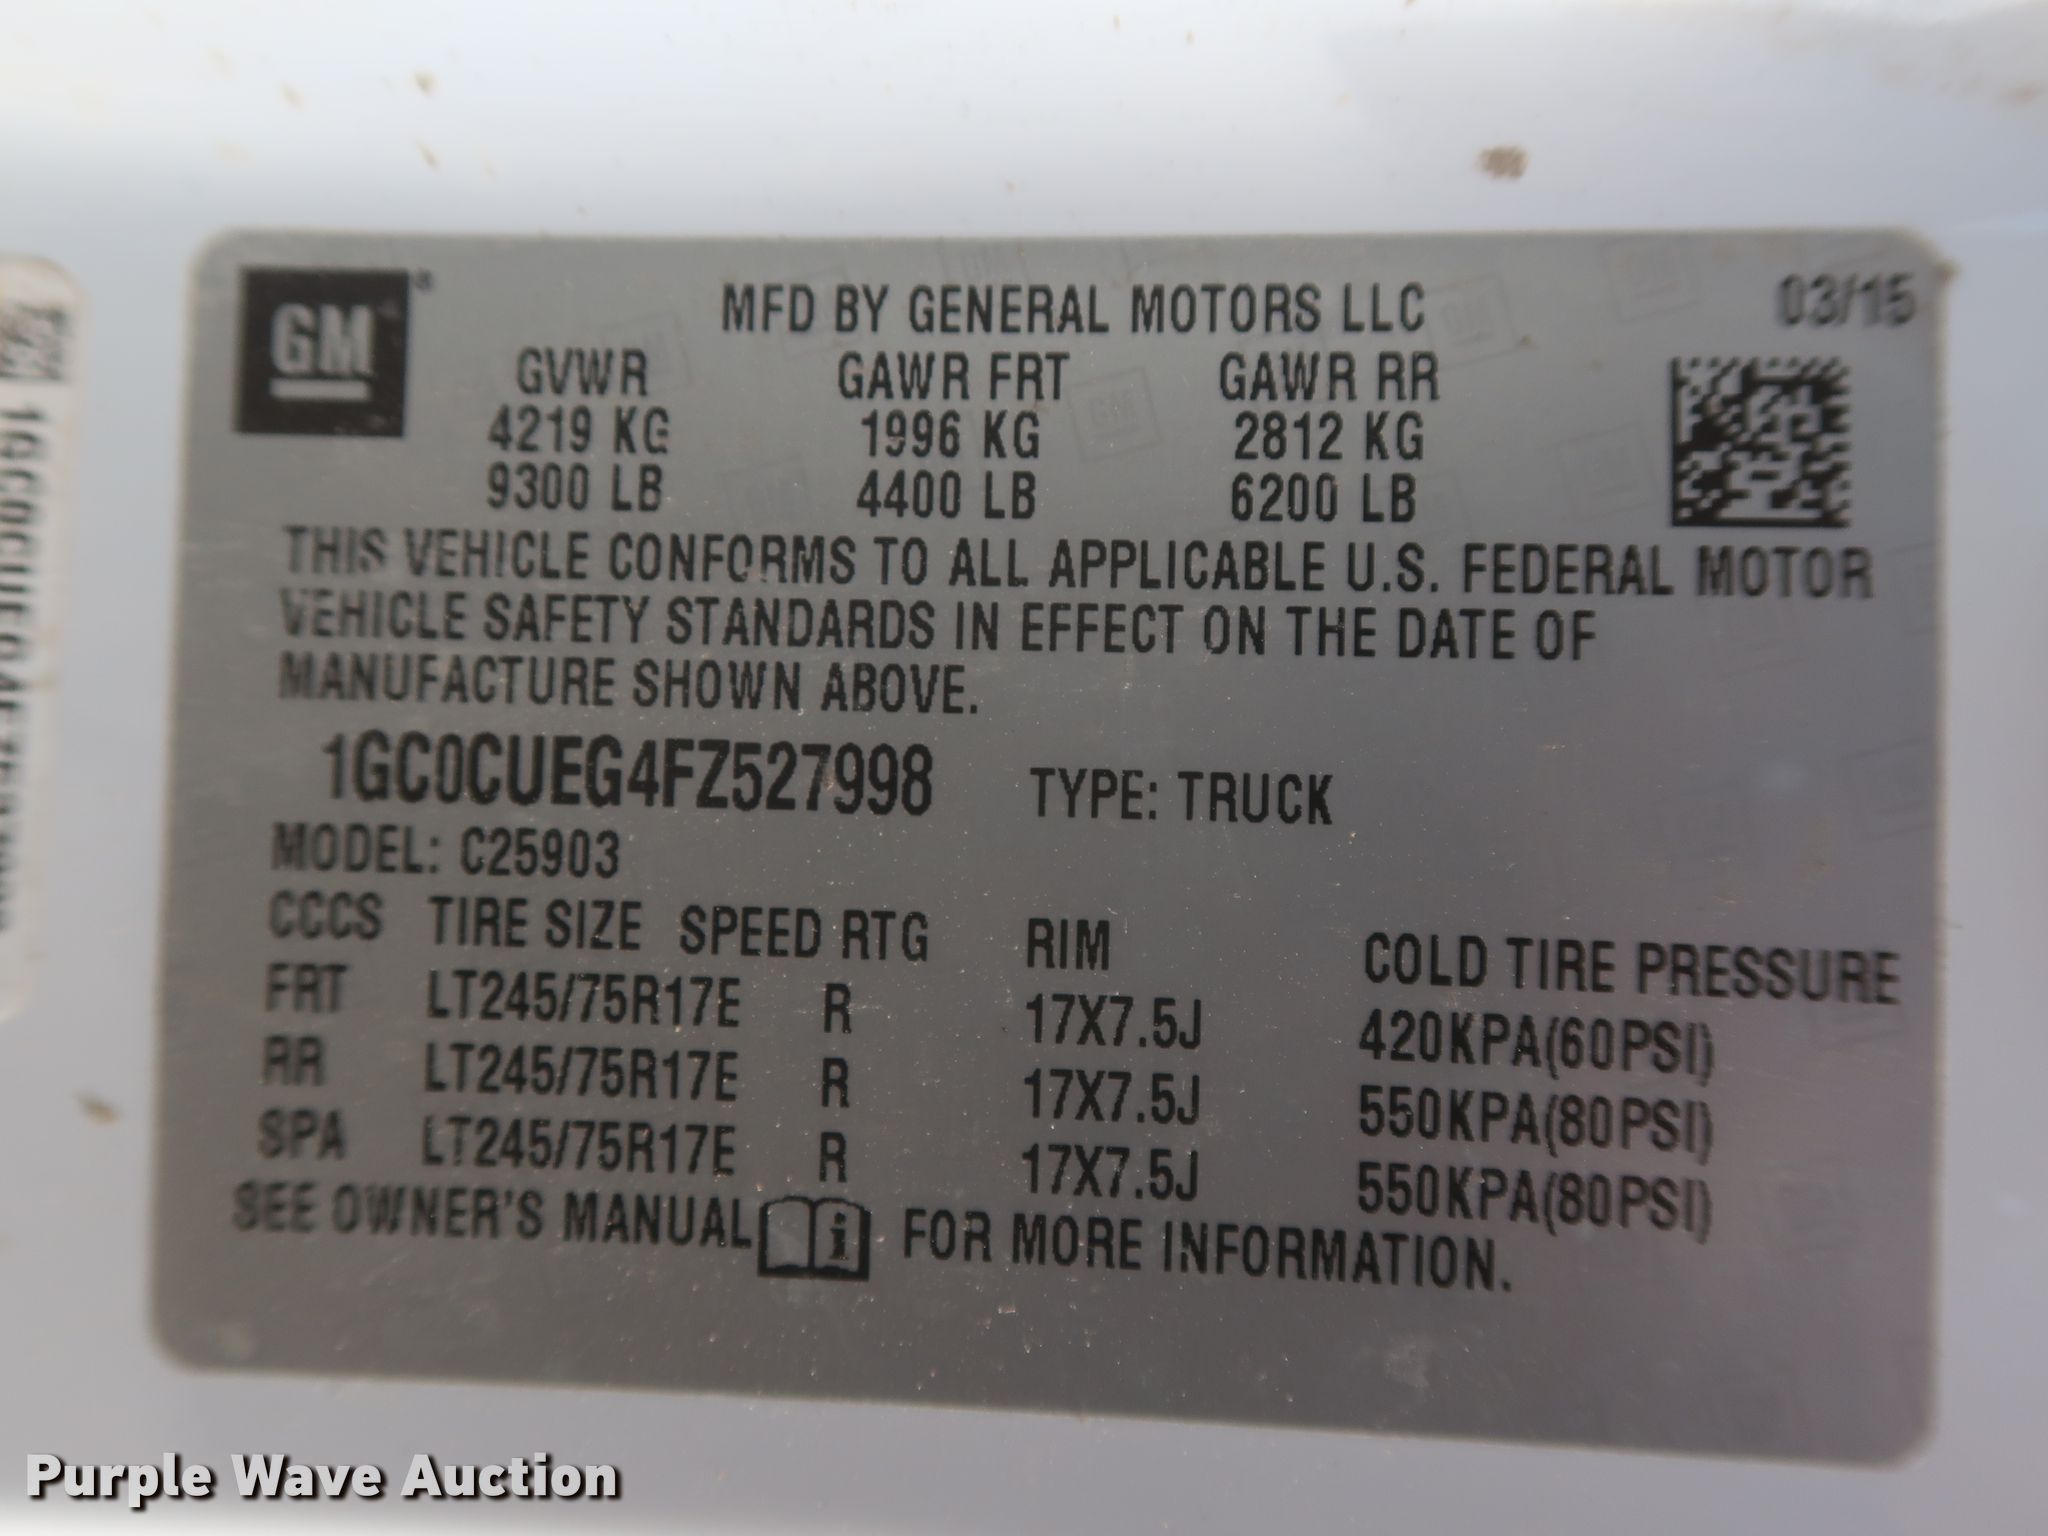 GM
MFD BY GENERAL MOTORS LLC 03/15
GVWR GAWR FRT GAWR RR
4219 KG 1996 KG 2812 KG
9300 LB 4400 LB 6200 LB
THIS VEHICLE CONFORMS TO ALL APPLICABLE U.S. FEDERAL MOTOR
VEHICLE SAFETY STANDARDS IN EFFECT ON THE DATE OF
MANUFACTURE SHOWN ABOVE.
1GC0CUEG4FZ527998 TYPE: TRUCK
MODEL: C25903
CCCS TIRE SIZE SPEED RTG RIM COLD TIRE PRESSURE
FRT LT245/75R17E R 17X7.5J 420KPA(60PSI)
RR LT245/75R17E R 17X7.5J 550KPA(80PSI)
SPA LT245/75R17E R 17X7.5J 550KPA(80PSI)
SEE OWNER'S MANUAL i FOR MORE INFORMATION.
Purple Wave Auction